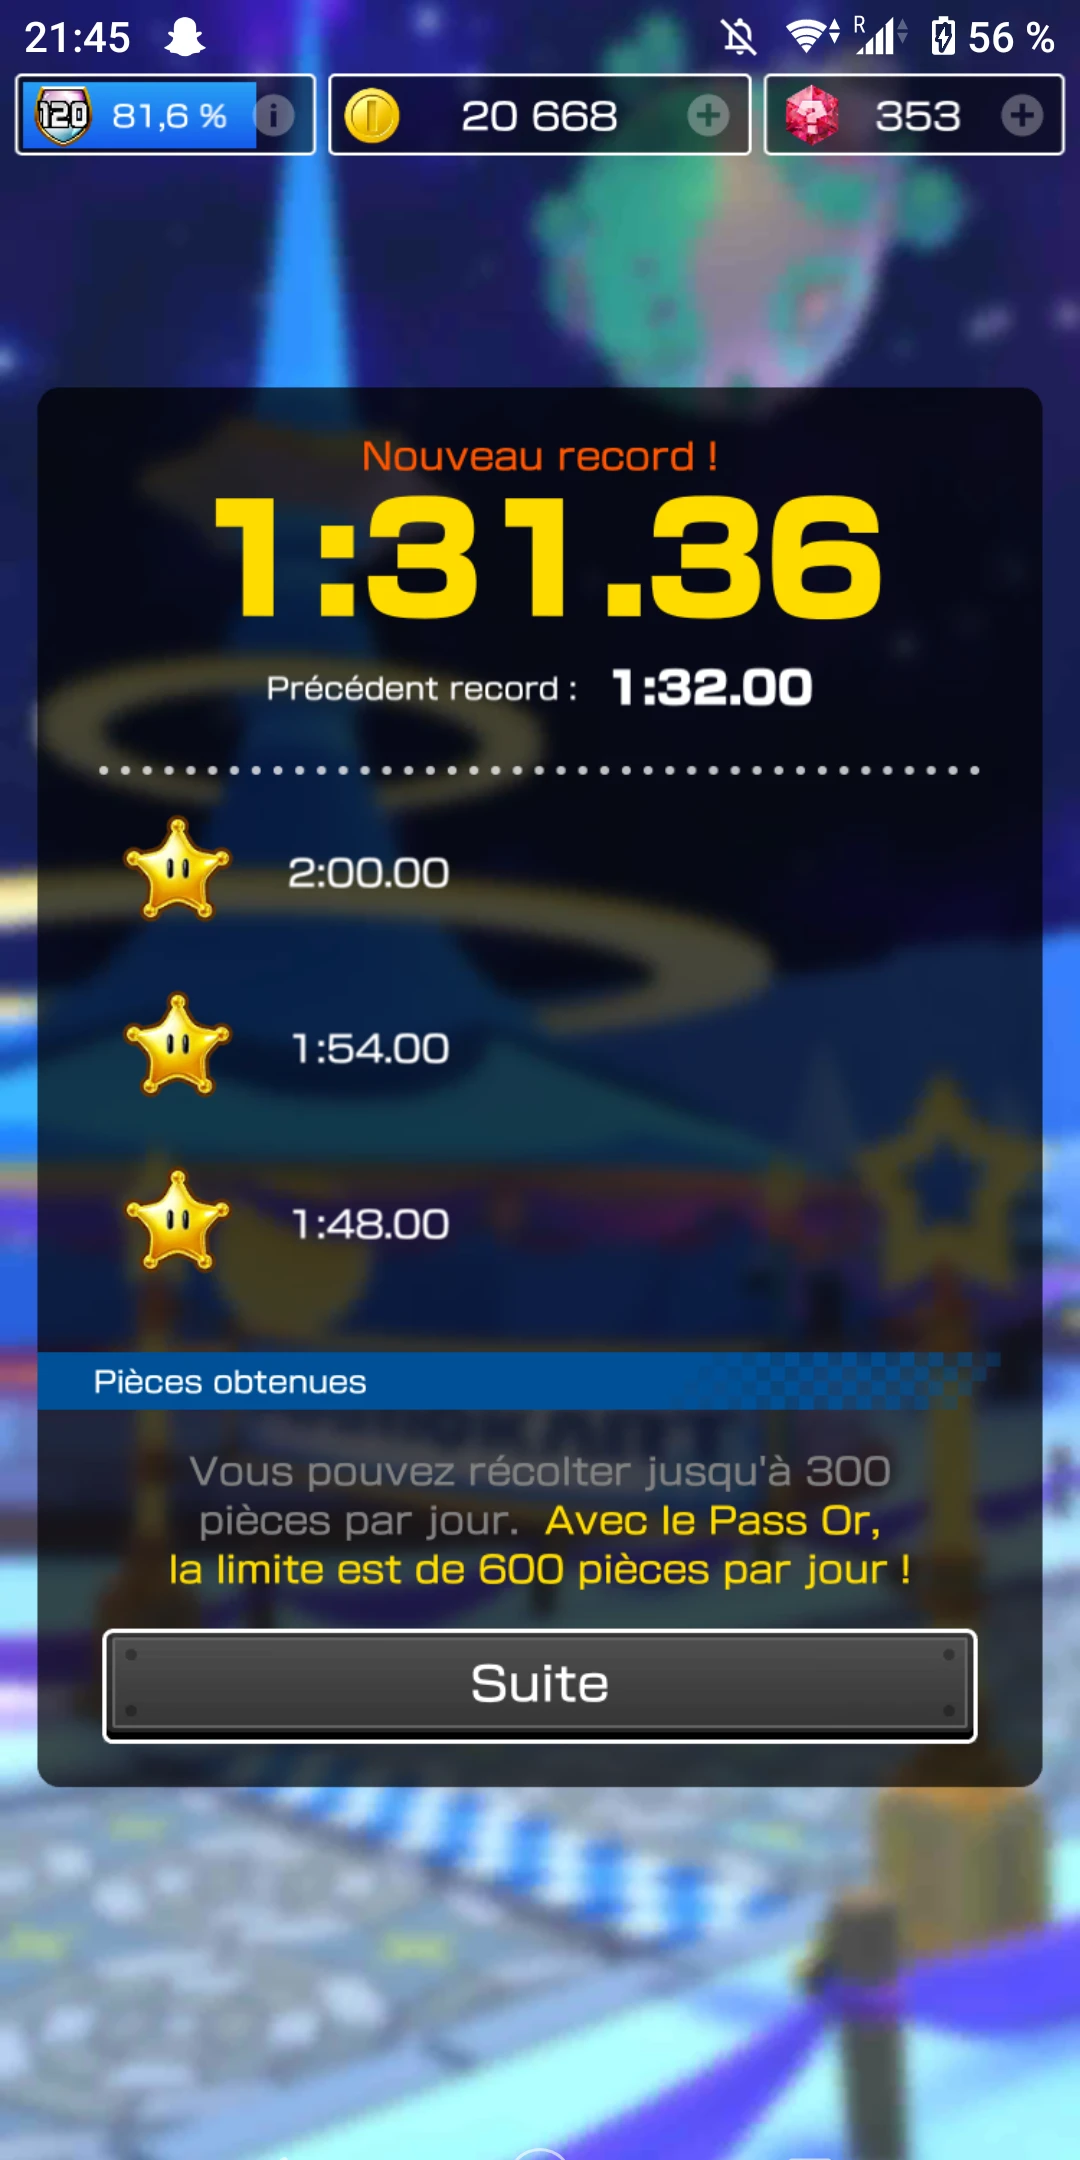 21:45
R
56 %
120
81,6 %
i
20 668
+
353
+
Nouveau record !
1:31.36
Précédent record : 1:32.00
2:00.00
1:54.00
1:48.00
Pièces obtenues
Vous pouvez récolter jusqu'à 300
pièces par jour. Avec le Pass Or,
la limite est de 600 pièces par jour !
Suite